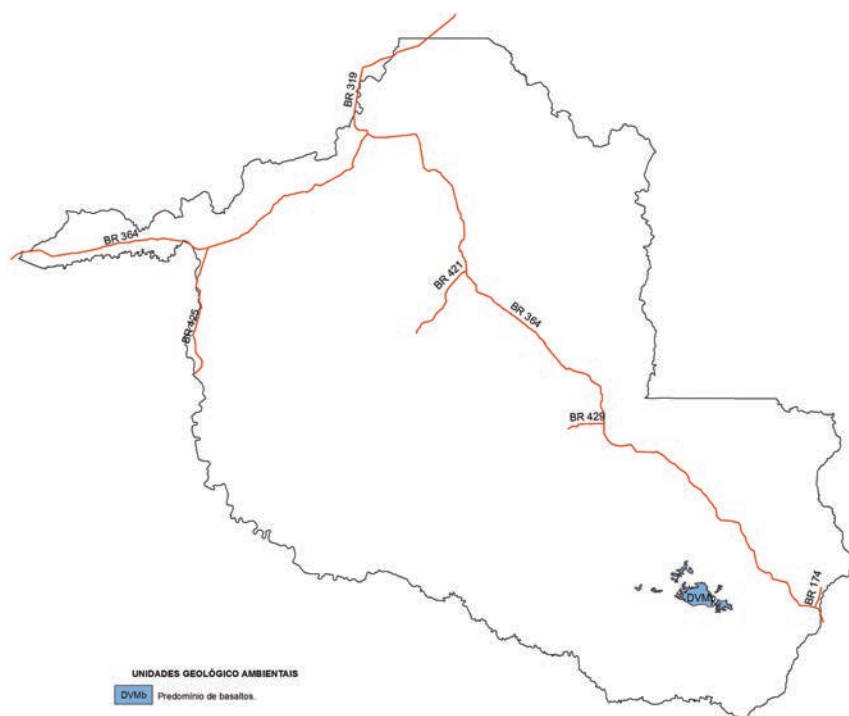 BR 319
BR 364
BR 421
BR 425
BR 364
BR 429
DVMb
BR 174
UNIDADES GEOLÓGICO AMBIENTAIS
DVMb Predomínio de basaltos.